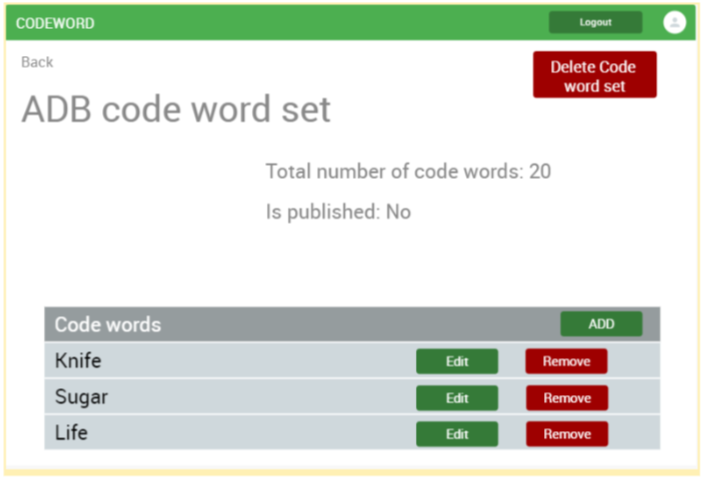 CODEWORD Logout
Back
Delete Code
word set
ADB code word set
Total number of code words: 20
Is published: No
Code words ADD
Knife Edit Remove
Sugar Edit Remove
Life Edit Remove